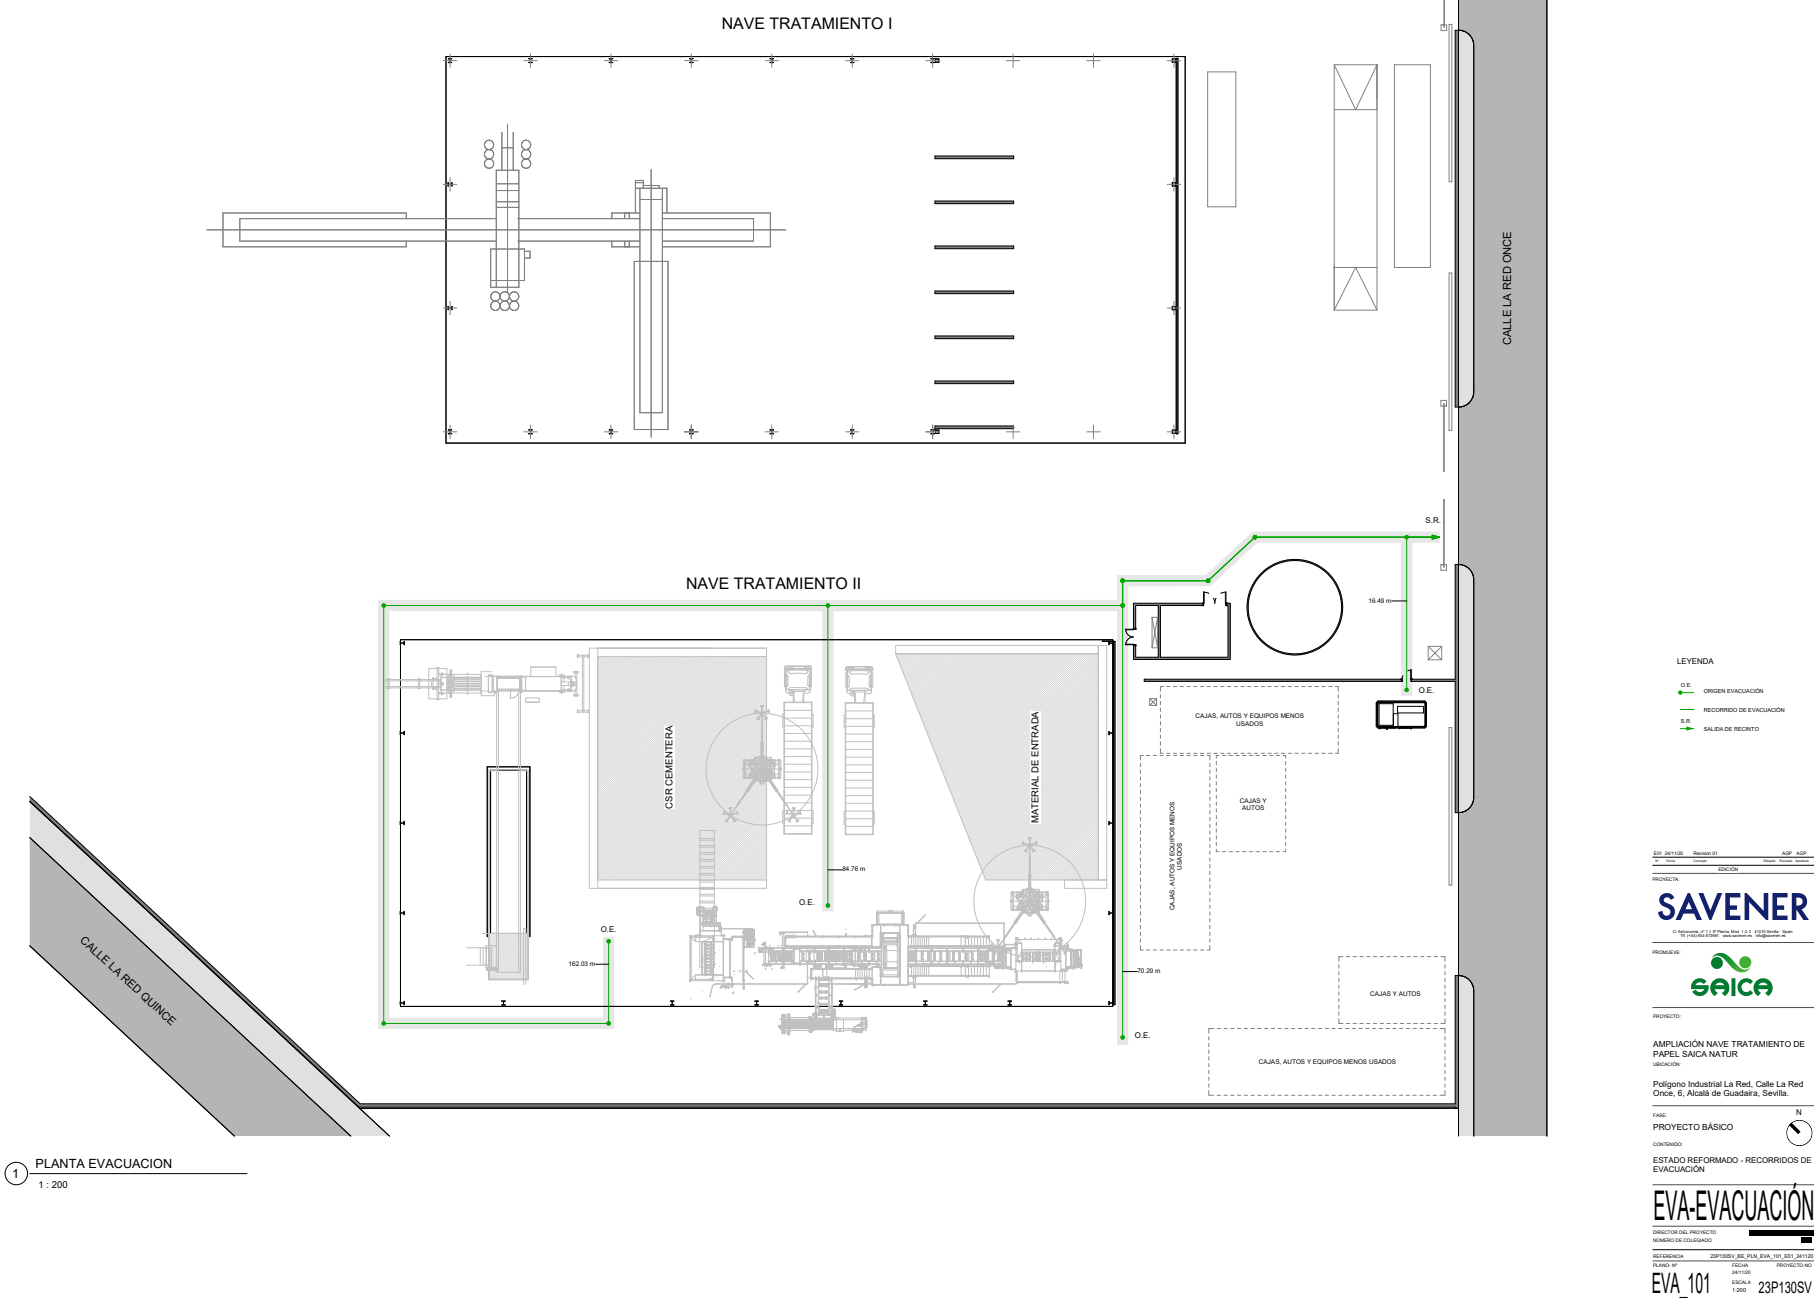 NAVE TRATAMIENTO I
CALLE LA RED ONCE
S.R.
NAVE TRATAMIENTO II
16.49 m
O.E.
CAJAS, AUTOS Y EQUIPOS MENOS
USADOS
CSR CEMENTERA
MATERIAL DE ENTRADA
CAJAS Y
AUTOS
CAJAS, AUTOS Y EQUIPOS MENOS
USADOS
84.76 m
O.E.
O.E.
162.03 m
70.29 m
O.E.
CAJAS Y AUTOS
CAJAS, AUTOS Y EQUIPOS MENOS USADOS
CALLE LA RED QUINCE
1
PLANTA EVACUACION
1 : 200
LEYENDA
O.E.
ORIGEN EVACUACIÓN
RECORRIDO DE EVACUACIÓN
S.R.
SALIDA DE RECINTO
E01 24/11/20 Revision 01 AGP AGP
EDICIÓN
PROYECTA:
SAVENER
PROMUEVE:
SAICA
PROYECTO:
AMPLIACIÓN NAVE TRATAMIENTO DE
PAPEL SAICA NATUR
UBICACIÓN:
Polígono Industrial La Red, Calle La Red
Once, 6, Alcalá de Guadaira, Sevilla.
FASE:
N
PROYECTO BÁSICO
CONTENIDO:
ESTADO REFORMADO - RECORRIDOS DE
EVACUACIÓN
EVA-EVACUACIÓN
DIRECTOR DEL PROYECTO
NÚMERO DE COLEGIADO
REFERENCIA 23P130SV_BE_PLN_EVA_101_E01_241120
PLANO- Nº FECHA PROYECTO-NO
24/11/20
EVA_101 ESCALA 23P130SV
1:200